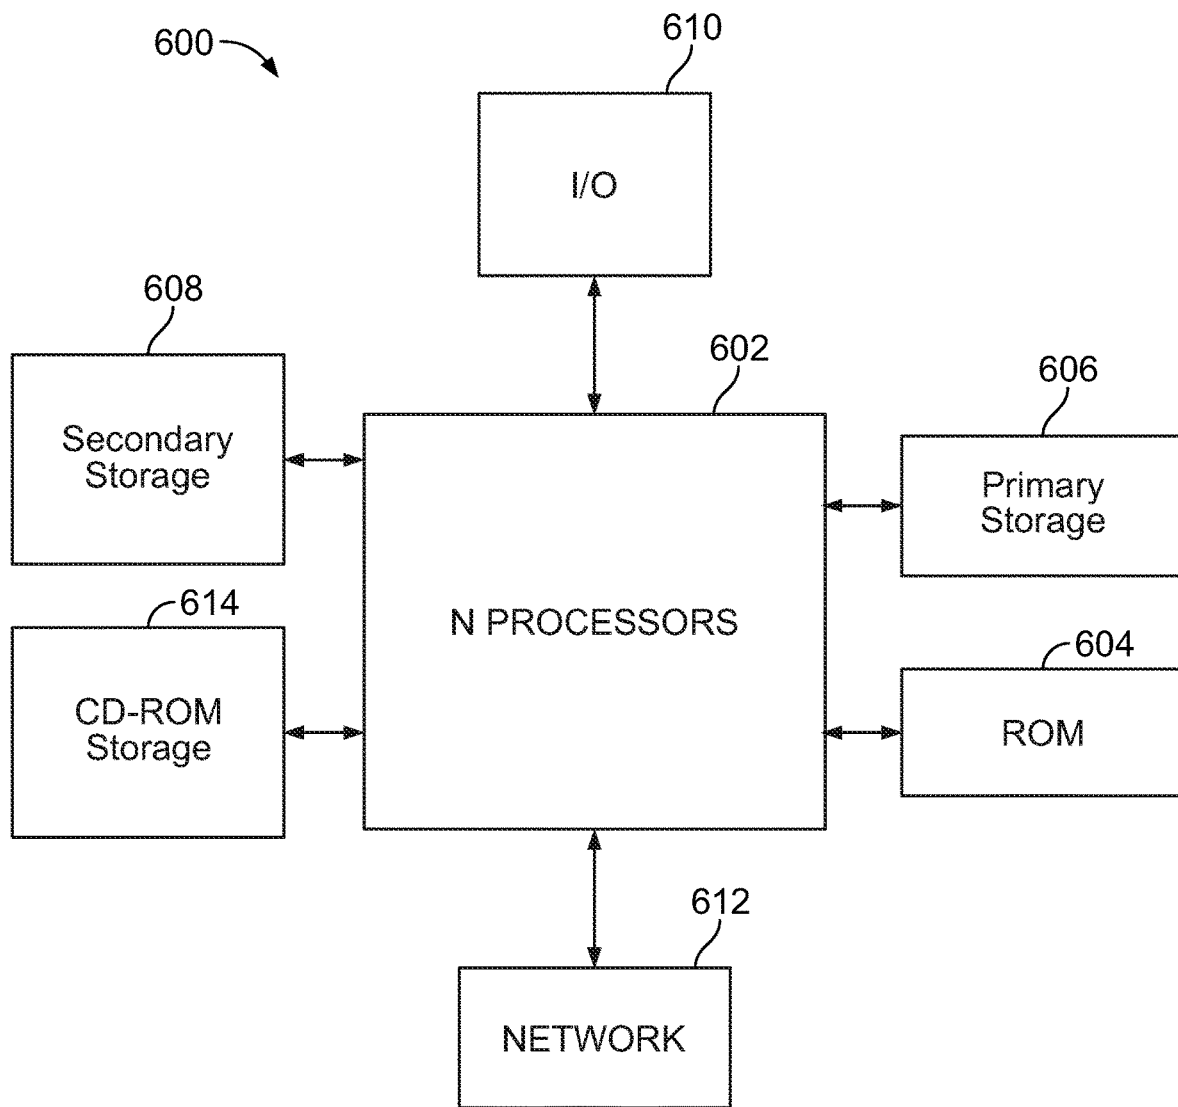 600
610
I/O
608
602
606
Secondary
Storage
Primary
Storage
614
N PROCESSORS
604
CD-ROM
Storage
ROM
612
NETWORK